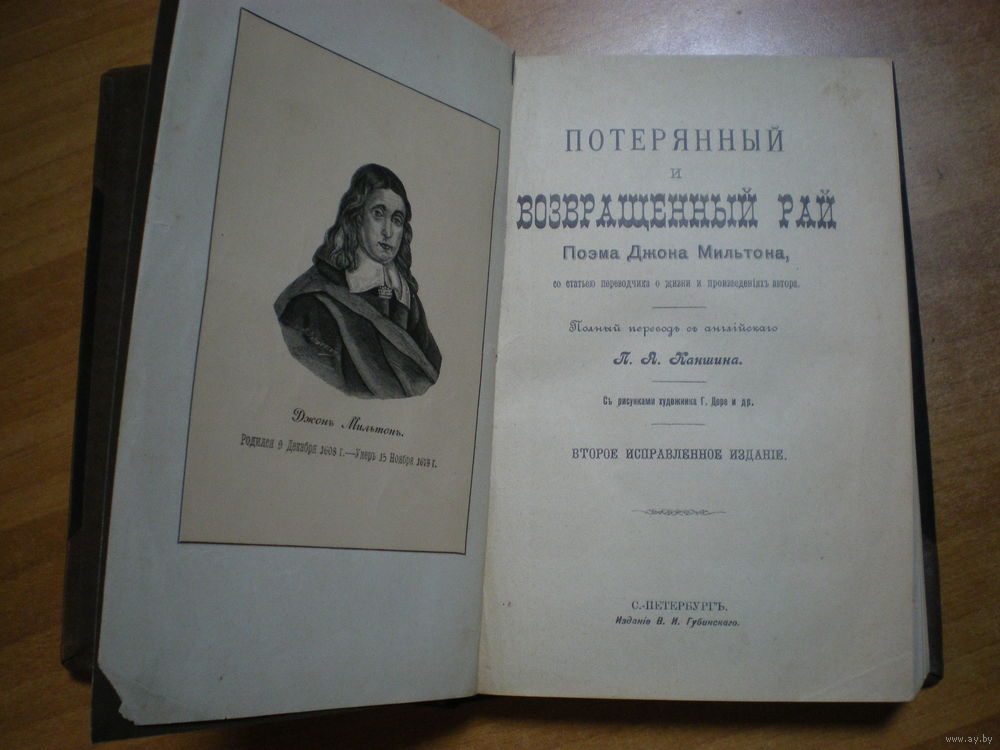 Джонъ Мильтонъ.
Родился 9 Декабря 1608 г.—Умеръ 15 Ноября 1673 г.
ПОТЕРЯННЫЙ
И
ВОЗВРАЩЕННЫЙ РАЙ
Поэма Джона Мильтона,
со статьею переводчика о жизни и произведеніяхъ автора.
Полный переводъ съ англійскаго
П. А. Каншина.
Съ рисунками художника Г. Доре и др.
ВТОРОЕ ИСПРАВЛЕННОЕ ИЗДАНІЕ.
С.-ПЕТЕРБУРГЪ.
Изданіе В. И. Губинскаго.
www.ay.by